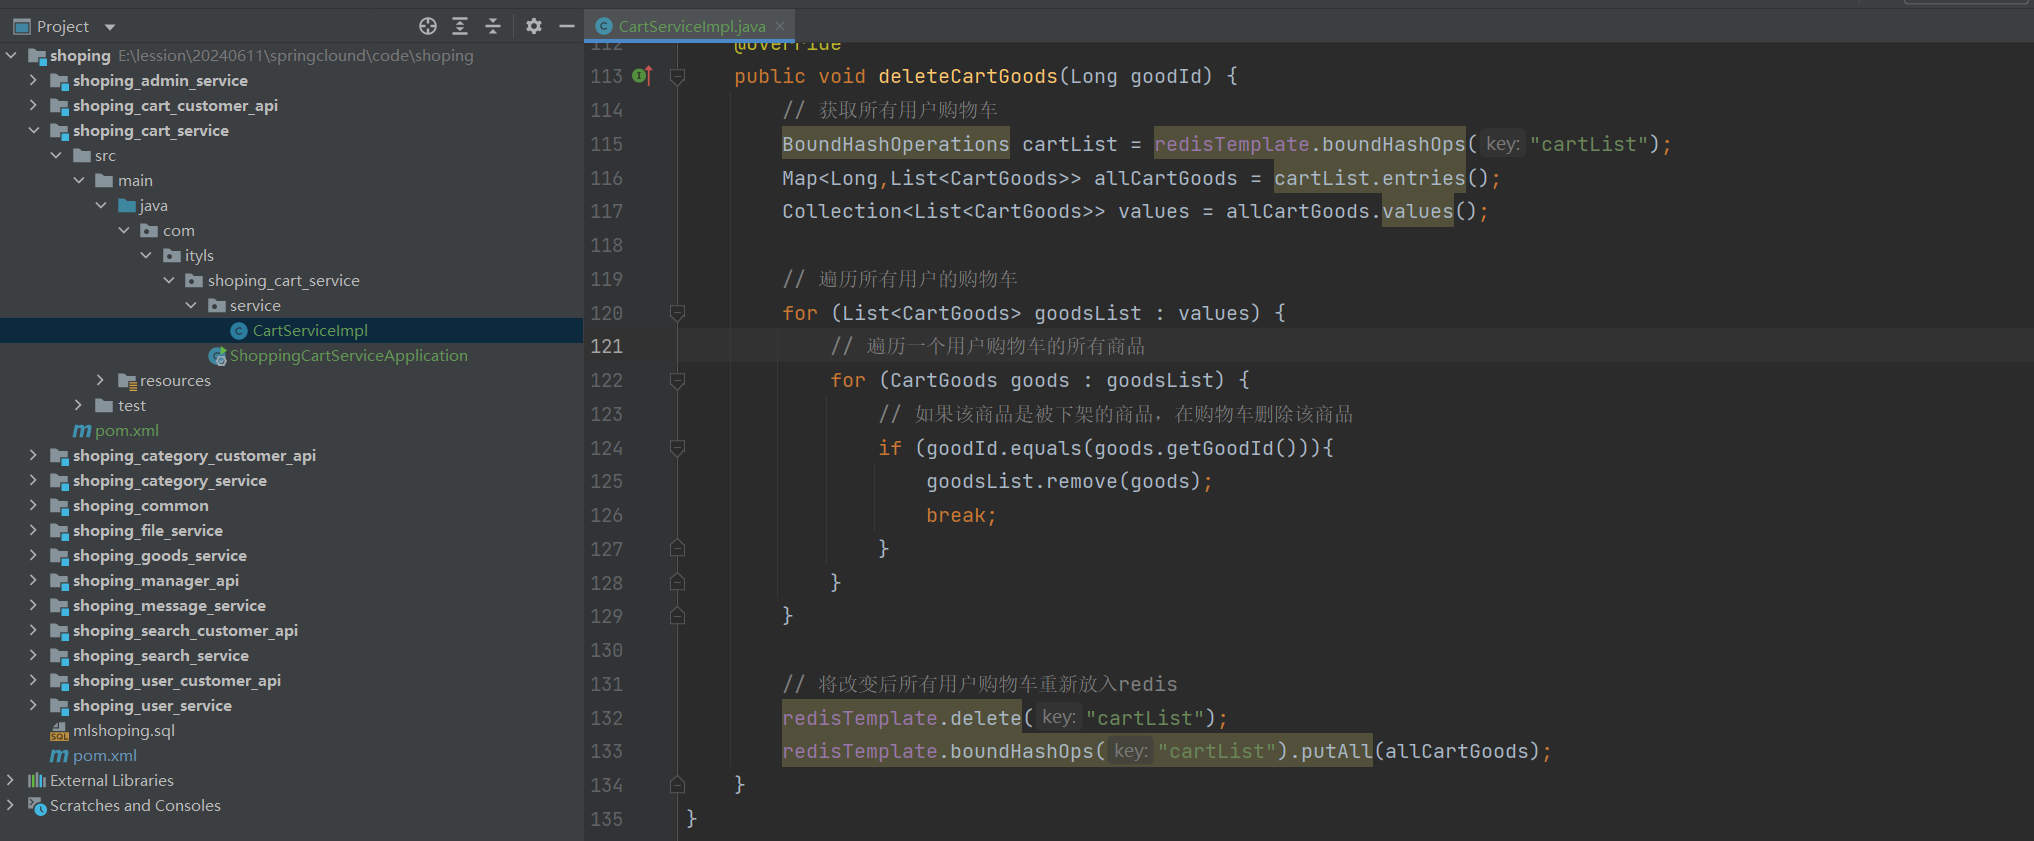 Project
shoping E:\lession\20240611\springclound\code\shoping
shoping_admin_service
shoping_cart_customer_api
shoping_cart_service
src
main
java
com
ityls
shoping_cart_service
service
CartServiceImpl
ShoppingCartServiceApplication
resources
test
pom.xml
shoping_category_customer_api
shoping_category_service
shoping_common
shoping_file_service
shoping_goods_service
shoping_manager_api
shoping_message_service
shoping_search_customer_api
shoping_search_service
shoping_user_customer_api
shoping_user_service
mlshoping.sql
pom.xml
External Libraries
Scratches and Consoles
CartServiceImpl.java
112 @Override
113 public void deleteCartGoods(Long goodId) {
114 // 获取所有用户购物车
115 BoundHashOperations cartList = redisTemplate.boundHashOps( key: "cartList");
116 Map<Long,List<CartGoods>> allCartGoods = cartList.entries();
117 Collection<List<CartGoods>> values = allCartGoods.values();
118
119 // 遍历所有用户的购物车
120 for (List<CartGoods> goodsList : values) {
121 // 遍历一个用户购物车的所有商品
122 for (CartGoods goods : goodsList) {
123 // 如果该商品是被下架的商品，在购物车删除该商品
124 if (goodId.equals(goods.getGoodId())){
125 goodsList.remove(goods);
126 break;
127 }
128 }
129 }
130
131 // 将改变后所有用户购物车重新放入redis
132 redisTemplate.delete( key: "cartList");
133 redisTemplate.boundHashOps( key: "cartList").putAll(allCartGoods);
134 }
135 }